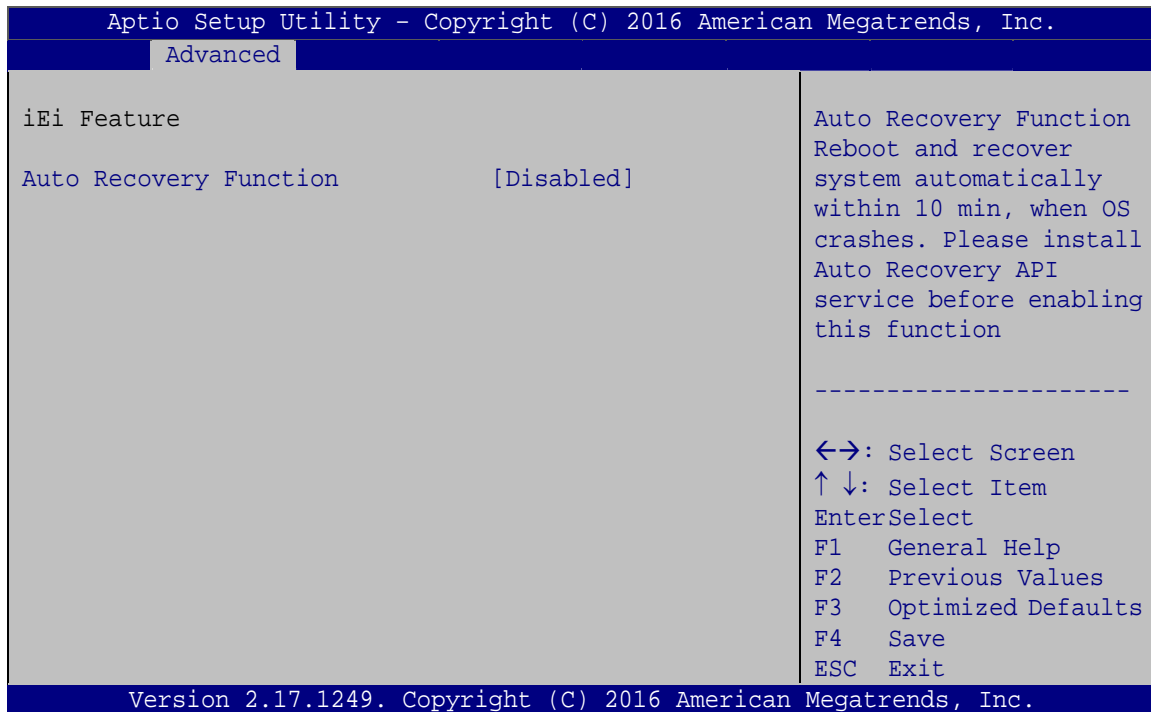 Aptio Setup Utility – Copyright (C) 2016 American Megatrends, Inc.
Advanced
iEi Feature
Auto Recovery Function [Disabled]
Auto Recovery Function
Reboot and recover
system automatically
within 10 min, when OS
crashes. Please install
Auto Recovery API
service before enabling
this function
----------------------
←→: Select Screen
↑ ↓: Select Item
EnterSelect
F1 General Help
F2 Previous Values
F3 Optimized Defaults
F4 Save
ESC Exit
Version 2.17.1249. Copyright (C) 2016 American Megatrends, Inc.